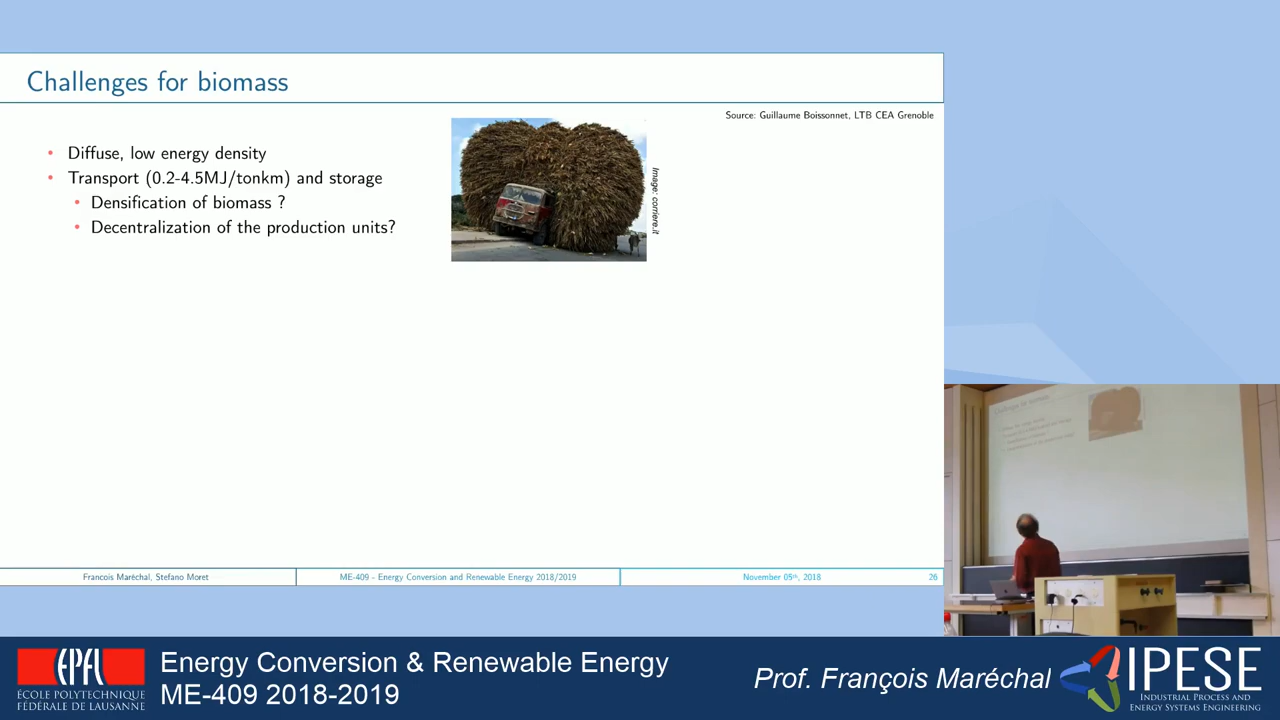 Challenges for biomass
Source: Guillaume Boissonnet, LTB CEA Grenoble
• Diffuse, low energy density
• Transport (0.2-4.5MJ/tonkm) and storage
• Densification of biomass ?
• Decentralization of the production units?
Image: corriere.it
Francois Maréchal, Stefano Moret
ME-409 - Energy Conversion and Renewable Energy 2018/2019
November 05th, 2018
26
EPFL
ÉCOLE POLYTECHNIQUE
FÉDÉRALE DE LAUSANNE
Energy Conversion & Renewable Energy
ME-409 2018-2019
Prof. François Maréchal
IPESE
Industrial Process and
Energy Systems Engineering